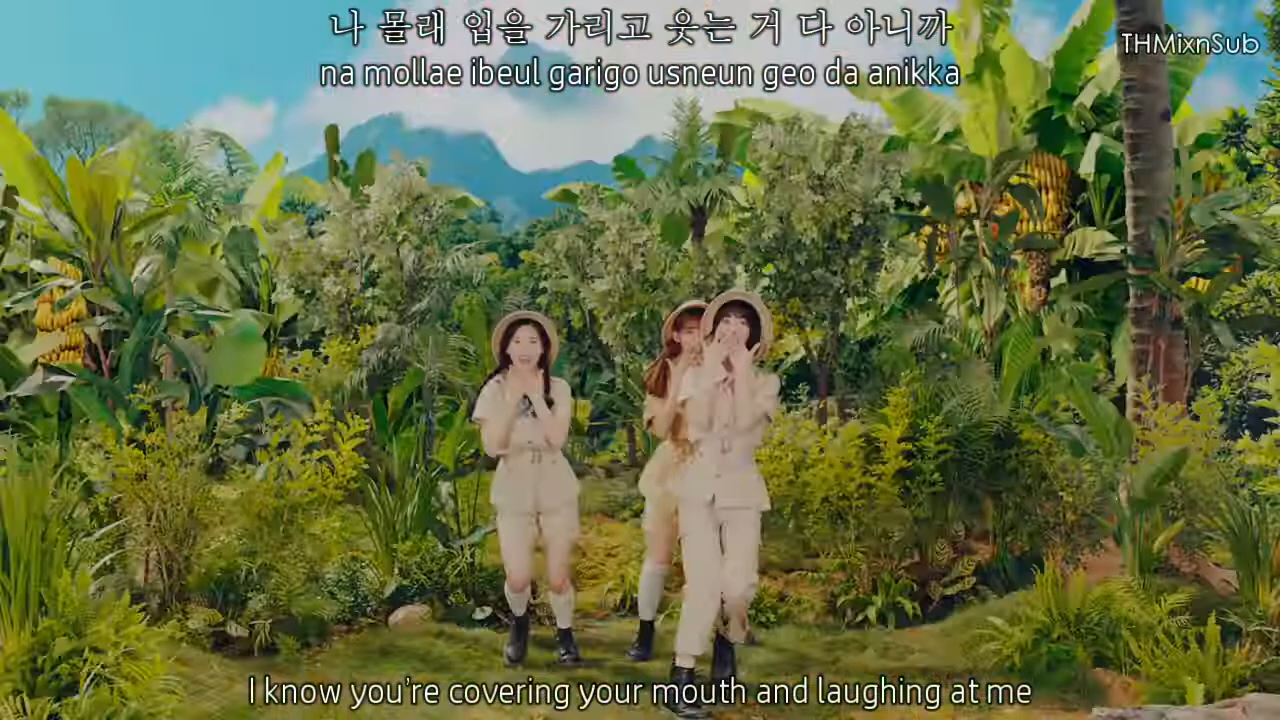 나 몰래 입을 가리고 웃는 거 다 아니까
na mollae ibeul garigo usneun geo da anikka
THMixnSub
I know you're covering your mouth and laughing at me